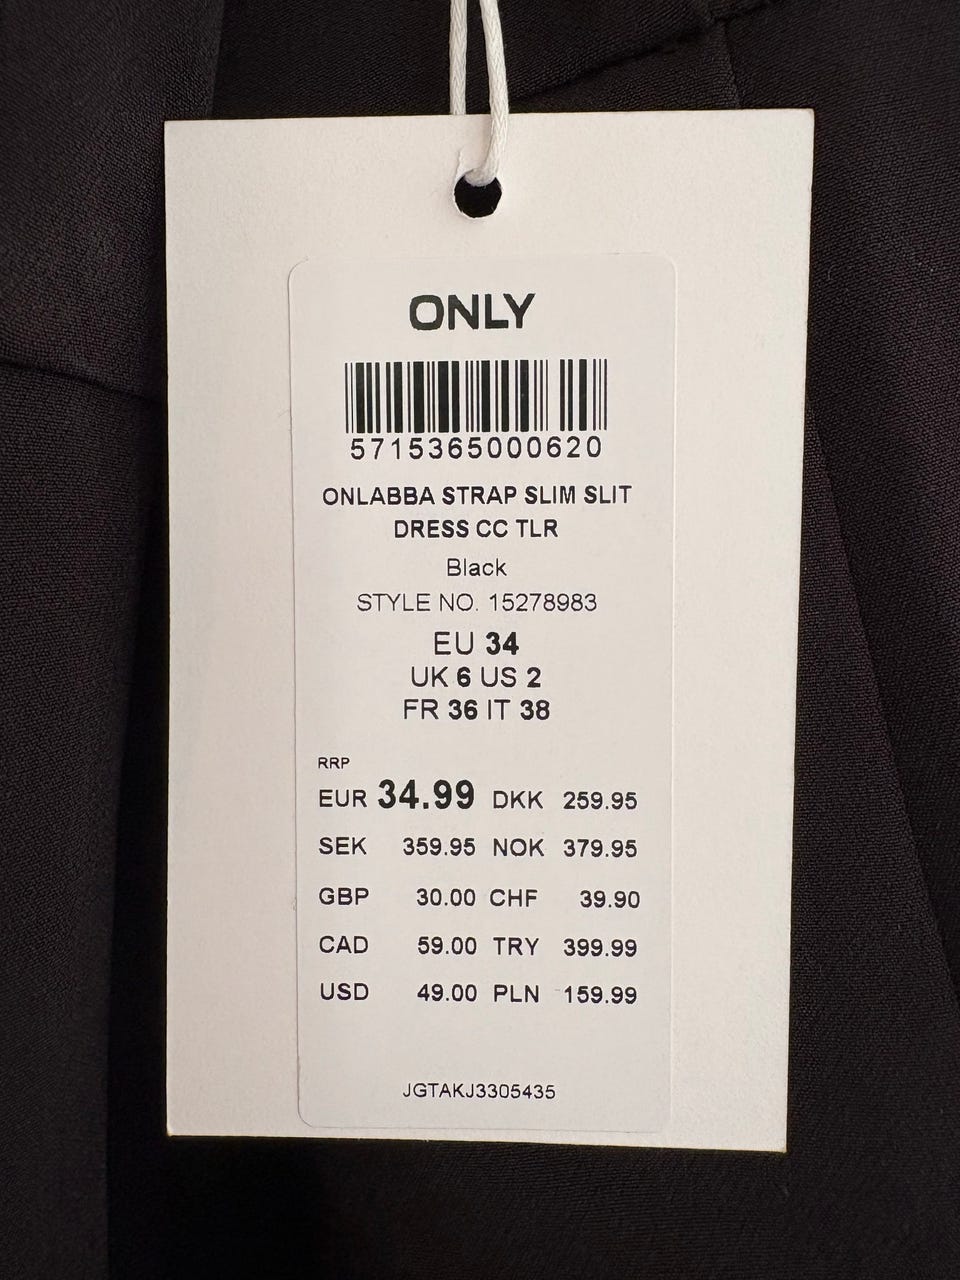 ONLY
5715365000620
ONLABBA STRAP SLIM SLIT
DRESS CC TLR
Black
STYLE NO. 15278983
EU 34
UK 6 US 2
FR 36 IT 38
RRP
EUR 34.99 DKK 259.95
SEK 359.95 NOK 379.95
GBP 30.00 CHF 39.90
CAD 59.00 TRY 399.99
USD 49.00 PLN 159.99
JGTAKJ3305435